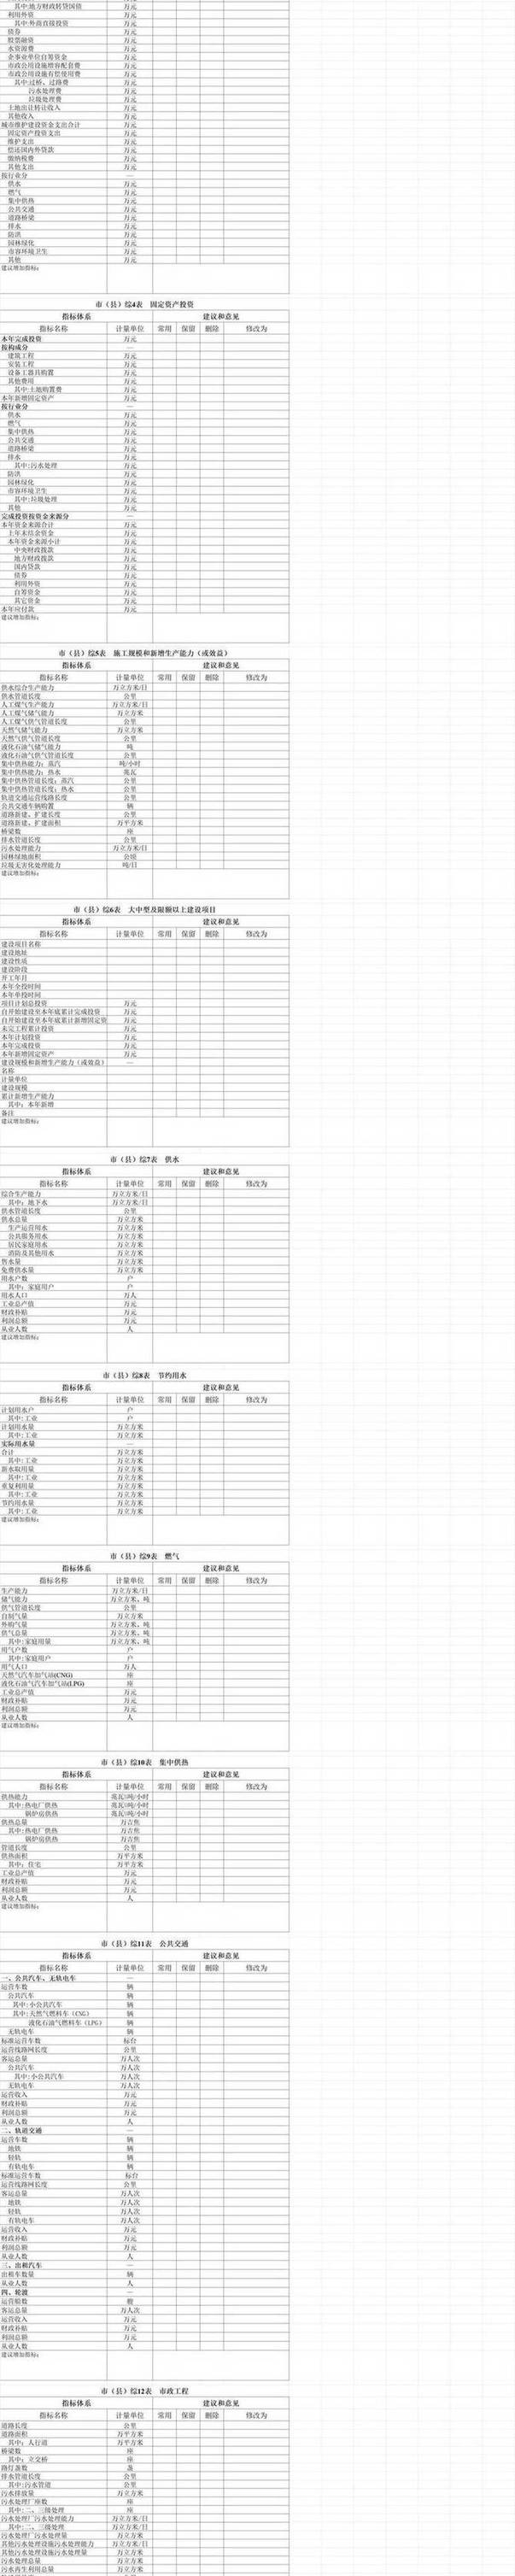 其中:地方财政转贷国债 万元
利用外资 万元
其中:外商直接投资 万元
债券 万元
股票融资 万元
水资源费 万元
企事业单位自筹资金 万元
市政公用设施增容配套费 万元
市政公用设施有偿使用费 万元
其中:过桥、过路费 万元
污水处理费 万元
垃圾处理费 万元
土地出让转让收入 万元
其他收入 万元
城市维护建设资金支出合计 万元
固定资产投资支出 万元
维护支出 万元
偿还国内外贷款 万元
缴纳税费 万元
其他支出 万元
按行业分 —
供水 万元
燃气 万元
集中供热 万元
公共交通 万元
道路桥梁 万元
排水 万元
防洪 万元
园林绿化 万元
市容环境卫生 万元
其他 万元
建议增加指标:
市（县）综4表 固定资产投资
指标体系 建议和意见
指标名称 计量单位 常用 保留 删除 修改为
本年完成投资 万元
按构成分 —
建筑工程 万元
安装工程 万元
设备工器具购置 万元
其他费用 万元
其中:土地购置费 万元
本年新增固定资产 万元
按行业分 —
供水 万元
燃气 万元
集中供热 万元
公共交通 万元
道路桥梁 万元
排水 万元
其中:污水处理 万元
防洪 万元
园林绿化 万元
市容环境卫生 万元
其中:垃圾处理 万元
其他 万元
完成投资按资金来源分 —
本年资金来源合计 万元
上年末结余资金 万元
本年资金来源小计 万元
中央财政拨款 万元
地方财政拨款 万元
国内贷款 万元
债券 万元
利用外资 万元
自筹资金 万元
其它资金 万元
本年应付款 万元
建议增加指标:
市（县）综5表 施工规模和新增生产能力（或效益）
指标体系 建议和意见
指标名称 计量单位 常用 保留 删除 修改为
供水综合生产能力 万立方米/日
供水管道长度 公里
人工煤气生产能力 万立方米/日
人工煤气储气能力 万立方米
人工煤气供气管道长度 公里
天然气储气能力 万立方米
天然气供气管道长度 公里
液化石油气储气能力 吨
液化石油气供气管道长度 公里
集中供热能力: 蒸汽 吨/小时
集中供热能力: 热水 兆瓦
集中供热管道长度: 蒸汽 公里
集中供热管道长度: 热水 公里
轨道交通运营线路长度 公里
公共交通车辆购置 辆
道路新建、扩建长度 公里
道路新建、扩建面积 万平方米
桥梁数 座
排水管道长度 公里
污水处理能力 万立方米/日
园林绿地面积 公顷
垃圾无害化处理能力 吨/日
建议增加指标:
市（县）综6表 大中型及限额以上建设项目
指标体系 建议和意见
指标名称 计量单位 常用 保留 删除 修改为
建设项目名称
建设地址
建设性质
建设阶段
开工年月
本年全投时间
本年单投时间
项目计划总投资 万元
自开始建设至本年底累计完成投资 万元
自开始建设至本年底累计新增固定资 万元
未完工程累计投资 万元
本年计划投资 万元
本年完成投资 万元
本年新增固定资产 万元
建设规模和新增生产能力（或效益） —
名称
计量单位
建设规模
累计新增生产能力
其中: 本年新增
备注
建议增加指标:
市（县）综7表 供水
指标体系 建议和意见
指标名称 计量单位 常用 保留 删除 修改为
综合生产能力 万立方米/日
其中: 地下水 万立方米/日
供水管道长度 公里
供水总量 万立方米
生产运营用水 万立方米
公共服务用水 万立方米
居民家庭用水 万立方米
消防及其他用水 万立方米
售水量 万立方米
免费供水量 万立方米
用水户数 户
其中: 家庭用户 户
用水人口 万人
工业总产值 万元
财政补贴 万元
利润总额 万元
从业人数 人
建议增加指标:
市（县）综8表 节约用水
指标体系 建议和意见
指标名称 计量单位 常用 保留 删除 修改为
计划用水户 户
其中:工业 户
计划用水量 万立方米
其中:工业 万立方米
实际用水量 —
合计 万立方米
其中:工业 万立方米
新水取用量 万立方米
其中:工业 万立方米
重复利用量 万立方米
其中:工业 万立方米
节约用水量 万立方米
其中:工业 万立方米
建议增加指标:
市（县）综9表 燃气
指标体系 建议和意见
指标名称 计量单位 常用 保留 删除 修改为
生产能力 万立方米/日
储气能力 万立方米、吨
供气管道长度 公里
自制气量 万立方米
外购气量 万立方米、吨
供气总量 万立方米、吨
其中:家庭用量 万立方米、吨
用气户数 户
其中:家庭用户 户
用气人口 万人
天然气汽车加气站(CNG) 座
液化石油气汽车加气站(LPG) 座
工业总产值 万元
财政补贴 万元
利润总额 万元
从业人数 人
建议增加指标:
市（县）综10表 集中供热
指标体系 建议和意见
指标名称 计量单位 常用 保留 删除 修改为
供热能力 兆瓦\吨/小时
其中:热电厂供热 兆瓦\吨/小时
锅炉房供热 兆瓦\吨/小时
供热总量 万吉焦
其中:热电厂供热 万吉焦
锅炉房供热 万吉焦
管道长度 公里
供热面积 万平方米
其中: 住宅 万平方米
工业总产值 万元
财政补贴 万元
利润总额 万元
从业人数 人
建议增加指标:
市（县）综11表 公共交通
指标体系 建议和意见
指标名称 计量单位 常用 保留 删除 修改为
一、公共汽车、无轨电车 —
运营车数 辆
公共汽车 辆
其中:小公共汽车 辆
其中:天然气燃料车（CNG） 辆
液化石油气燃料车（LPG） 辆
无轨电车 辆
标准运营车数 标台
运营线路网长度 公里
客运总量 万人次
公共汽车 万人次
其中:小公共汽车 万人次
无轨电车 万人次
运营收入 万元
财政补贴 万元
利润总额 万元
从业人数 人
二、轨道交通 —
运营车数 辆
地铁 辆
轻轨 辆
有轨电车 辆
标准运营车数 标台
运营线路网长度 公里
客运总量 万人次
地铁 万人次
轻轨 万人次
有轨电车 万人次
运营收入 万元
财政补贴 万元
利润总额 万元
从业人数 人
三、出租汽车 —
出租车数量 辆
从业人数 人
四、轮渡 —
运营船数 艘
客运总量 万人次
运营收入 万元
财政补贴 万元
利润总额 万元
从业人数 人
建议增加指标:
市（县）综12表 市政工程
指标体系 建议和意见
指标名称 计量单位 常用 保留 删除 修改为
道路长度 公里
道路面积 万平方米
其中: 人行道 万平方米
桥梁数 座
其中: 立交桥 座
路灯盏数 盏
排水管道长度 公里
其中:污水管道 公里
污水排放量 万立方米
污水处理厂座数 座
其中:二、三级处理 座
污水处理厂污水处理能力 万立方米/日
其中:二、三级处理 万立方米/日
污水处理厂污水处理量 万立方米
其他污水处理设施污水处理能力 万立方米/日
其他污水处理设施污水处理量 万立方米
污水处理总量 万立方米
污水再生利用总量 万立方米